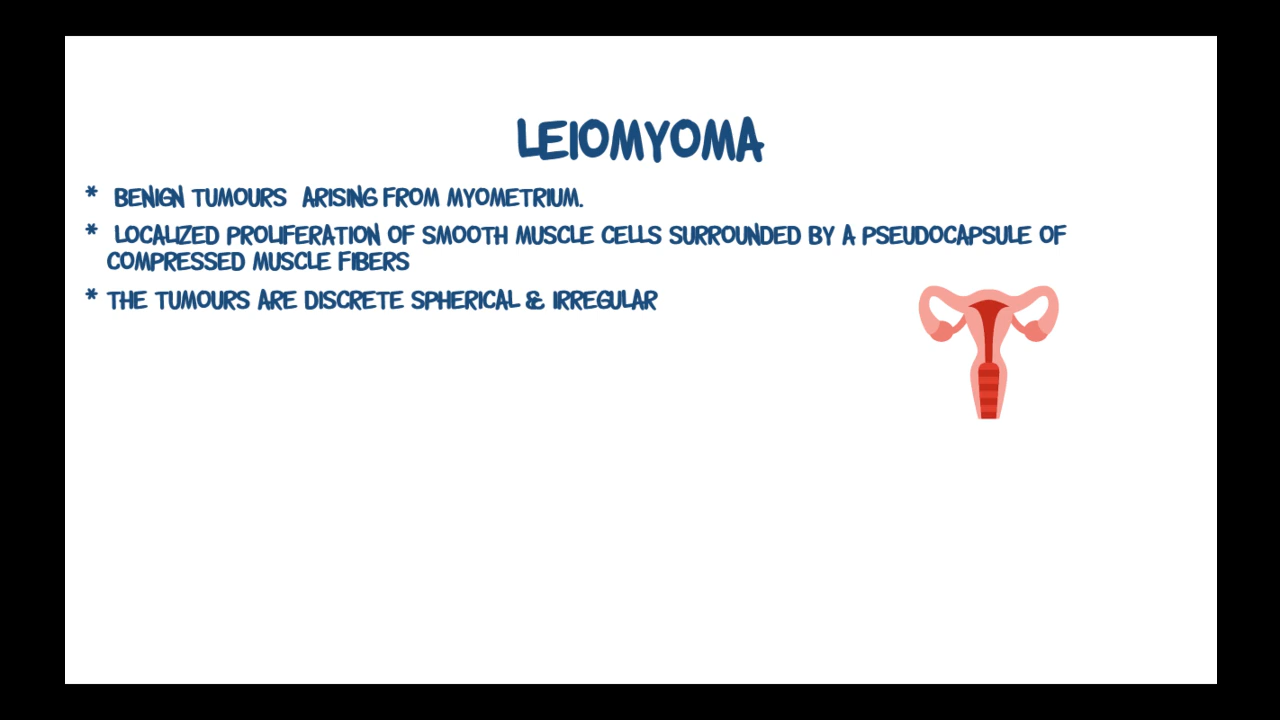 LEIOMYOMA
* BENIGN TUMOURS ARISING FROM MYOMETRIUM.
* LOCALIZED PROLIFERATION OF SMOOTH MUSCLE CELLS SURROUNDED BY A PSEUDOCAPSULE OF
COMPRESSED MUSCLE FIBERS
* THE TUMOURS ARE DISCRETE SPHERICAL & IRREGULAR